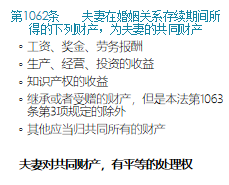 第1062条　　夫妻在婚姻关系存续期间所
得的下列财产，为夫妻的共同财产
• 工资、奖金、劳务报酬
• 生产、经营、投资的收益
• 知识产权的收益
• 继承或者受赠的财产，但是本法第1063
条第3项规定的除外
• 其他应当归共同所有的财产
夫妻对共同财产，有平等的处理权